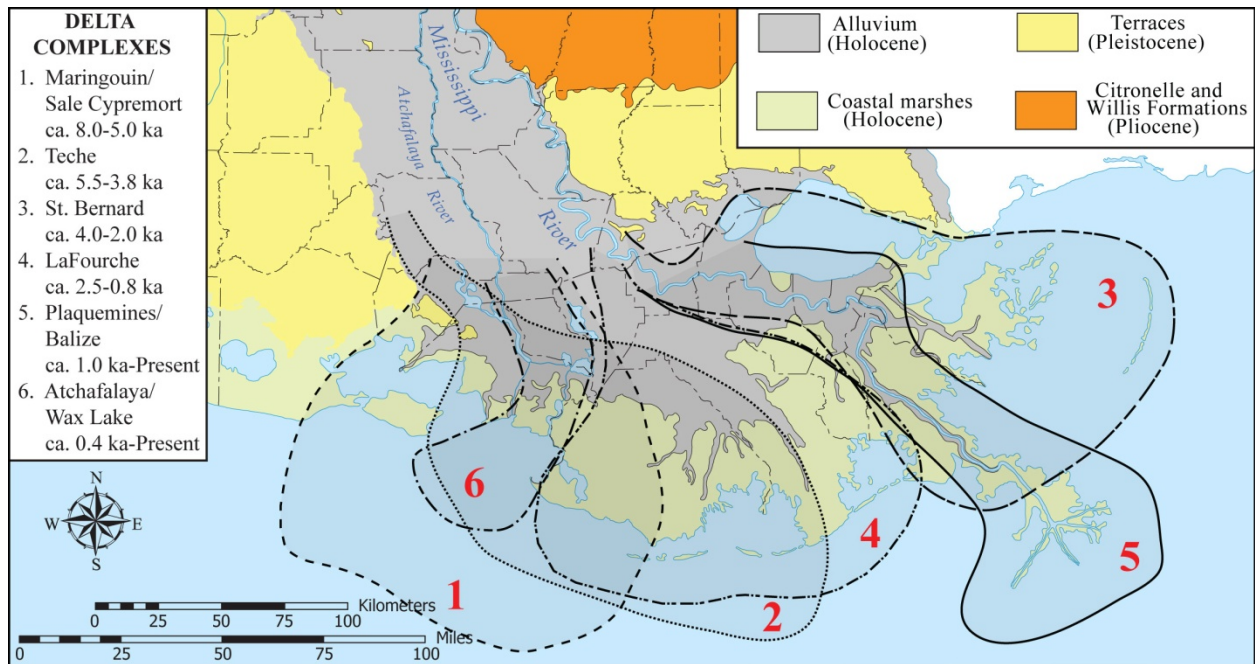 DELTA
COMPLEXES
1. Maringouin/
Sale Cypremort
ca. 8.0-5.0 ka
2. Teche
ca. 5.5-3.8 ka
3. St. Bernard
ca. 4.0-2.0 ka
4. LaFourche
ca. 2.5-0.8 ka
5. Plaquemines/
Balize
ca. 1.0 ka-Present
6. Atchafalaya/
Wax Lake
ca. 0.4 ka-Present
Alluvium
(Holocene)
Terraces
(Pleistocene)
Coastal marshes
(Holocene)
Citronelle and
Willis Formations
(Pliocene)
Mississippi
River
Atchafalaya
River
3
6
4
5
1
2
N
W E
S
Kilometers
0 25 50 75 100
Miles
0 25 50 75 100